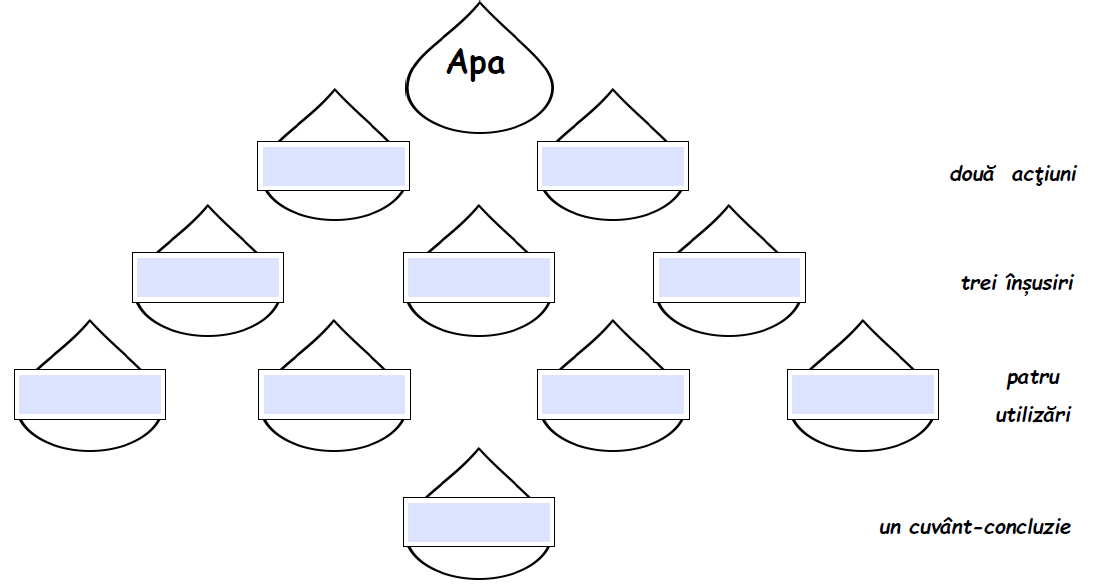 Apa
două acţiuni
trei însușiri
patru
utilizări
un cuvânt-concluzie